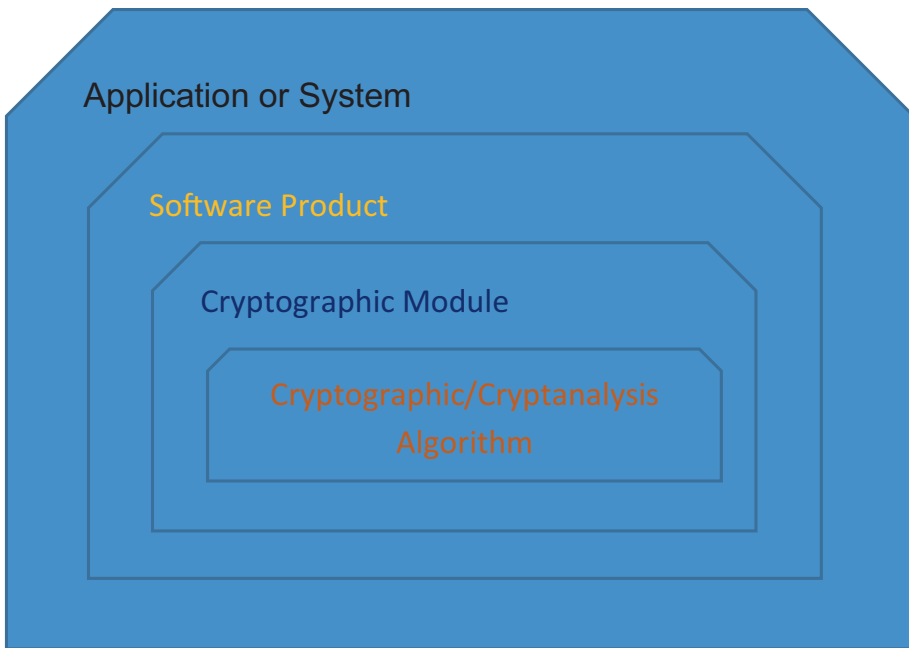 Application or System
Software Product
Cryptographic Module
Cryptographic/Cryptanalysis
Algorithm